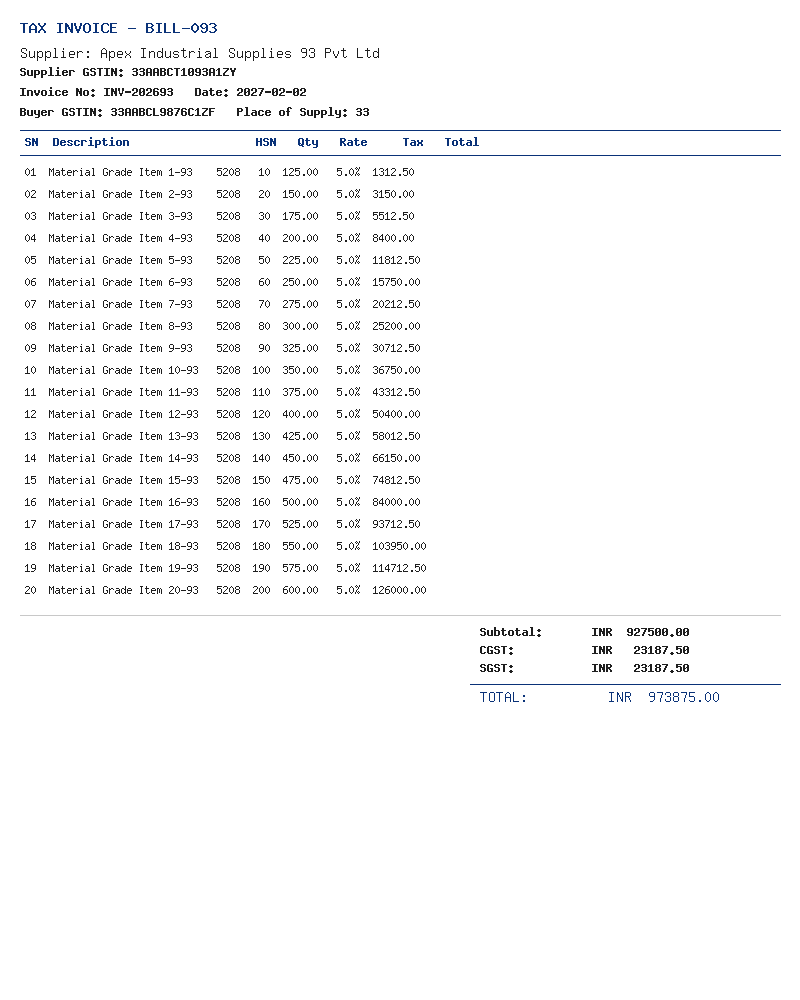 TAX INVOICE - BILL-093
Supplier: Apex Industrial Supplies 93 Pvt Ltd
Supplier GSTIN: 33AABCT1093A1ZY
Invoice No: INV-202693 Date: 2027-02-02
Buyer GSTIN: 33AABCL9876C1ZF Place of Supply: 33
SN Description HSN Qty Rate Tax Total
01 Material Grade Item 1-93 5208 10 125.00 5.0% 1312.50
02 Material Grade Item 2-93 5208 20 150.00 5.0% 3150.00
03 Material Grade Item 3-93 5208 30 175.00 5.0% 5512.50
04 Material Grade Item 4-93 5208 40 200.00 5.0% 8400.00
05 Material Grade Item 5-93 5208 50 225.00 5.0% 11812.50
06 Material Grade Item 6-93 5208 60 250.00 5.0% 15750.00
07 Material Grade Item 7-93 5208 70 275.00 5.0% 20212.50
08 Material Grade Item 8-93 5208 80 300.00 5.0% 25200.00
09 Material Grade Item 9-93 5208 90 325.00 5.0% 30712.50
10 Material Grade Item 10-93 5208 100 350.00 5.0% 36750.00
11 Material Grade Item 11-93 5208 110 375.00 5.0% 43312.50
12 Material Grade Item 12-93 5208 120 400.00 5.0% 50400.00
13 Material Grade Item 13-93 5208 130 425.00 5.0% 58012.50
14 Material Grade Item 14-93 5208 140 450.00 5.0% 66150.00
15 Material Grade Item 15-93 5208 150 475.00 5.0% 74812.50
16 Material Grade Item 16-93 5208 160 500.00 5.0% 84000.00
17 Material Grade Item 17-93 5208 170 525.00 5.0% 93712.50
18 Material Grade Item 18-93 5208 180 550.00 5.0% 103950.00
19 Material Grade Item 19-93 5208 190 575.00 5.0% 114712.50
20 Material Grade Item 20-93 5208 200 600.00 5.0% 126000.00
Subtotal: INR 927500.00
CGST: INR 23187.50
SGST: INR 23187.50
TOTAL: INR 973875.00